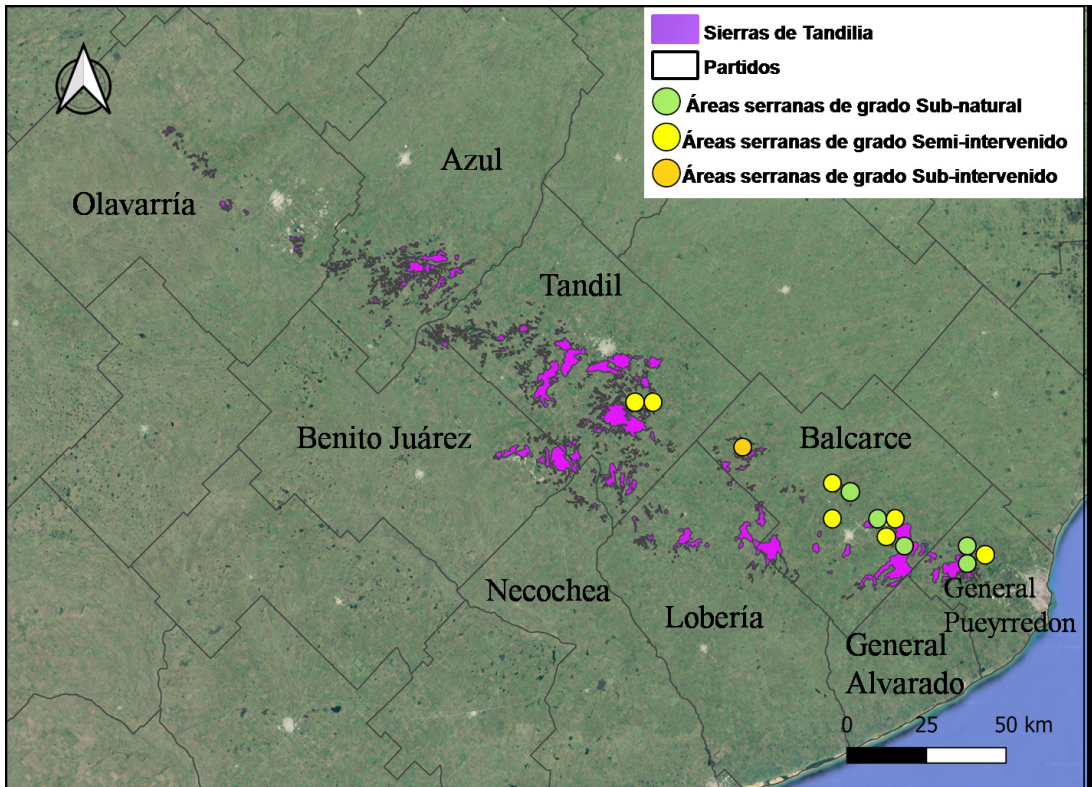 Sierras de Tandilia
Partidos
Áreas serranas de grado Sub-natural
Áreas serranas de grado Semi-intervenido
Áreas serranas de grado Sub-intervenido
Azul
Olavarría
Tandil
Benito Juárez
Balcarce
Necochea
Lobería
General
Pueyrredon
General
Alvarado
0 25 50 km